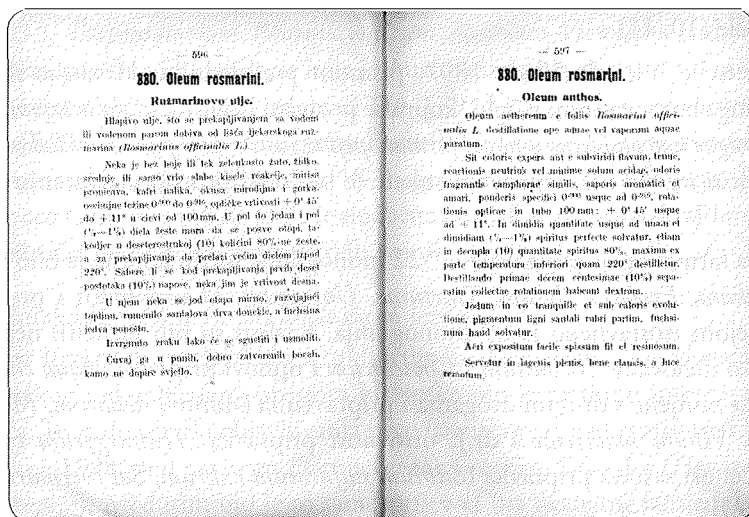 — 596 —
880. Oleum rosmarini.
Ružmarinovo ulje.
Hlapivo ulje, što se prekapljivanjem sa vodom
ili vodenom parom dobiva od lišća ljekarskoga ruž-
marina (Rosmarinus officinalis L.).
Neka je bez boje ili tek zelenkasto žuto, žitko,
srednje ili samo vrlo slabe kisele reakcije, mirisa
pronicava, kafri nalika, okusa mirodijna i gorka,
osebujne težine 0·900 do 0·916, optičke vrtivosti + 0° 45'
do + 11° u cievi od 100 mm. U pol do jedan i pol
(½—1½) diela žeste mora da se posve otopi, ta-
kodjer u deseterostrukoj (10) količini 80%-ne žeste,
a za prekapljivanja da prelazi većim dielom izpod
220°. Sabere li se kod prekapljivanja prvih deset
postotaka (10%) napose, neka jim je vrtivost desna.
U njem neka se jod otapa mirno, razvijajući
toplinu, rumenilo santalova drva donekle, a fuchsina
jedva ponešto.
Izvrgnuto zraku lako će se zgustiti i usmoliti.
Čuvaj ga u punih, dobro zatvorenih bocah,
kamo ne dopire svjetlo.
— 597 —
880. Oleum rosmarini.
Oleum anthos.
Oleum aethereum e foliis Rosmarini offici-
nalis L. destillatione ope aquae vel vaporum aquae
paratum.
Sit coloris expers aut e subviridi flavum, tenue,
reactionis neutrius vel minime solum acidae, odoris
fragrantis camphorae similis, saporis aromatici et
amari, ponderis specifici 0·900 usque ad 0·916, rota-
tionis opticae in tubo 100 mm: + 0° 45' usque
ad + 11°. In dimidia quantitate usque ad unam et
dimidiam (½—1½) spiritus perfecte solvatur, etiam
in decupla (10) quantitate spiritus 80%, maxima ex
parte temperatura inferiori quam 220° destilletur.
Destillando primae decem centesimae (10%) sepa-
ratim collectae rotationem habeant dextram.
Jodum in eo tranquille et sub caloris evolu-
tione, pigmentum ligni santali rubri partim, fuchsi-
num haud solvatur.
Aëri expositum facile spissum fit et resinosum.
Servetur in lagenis plenis, bene clausis, a luce
remotum.